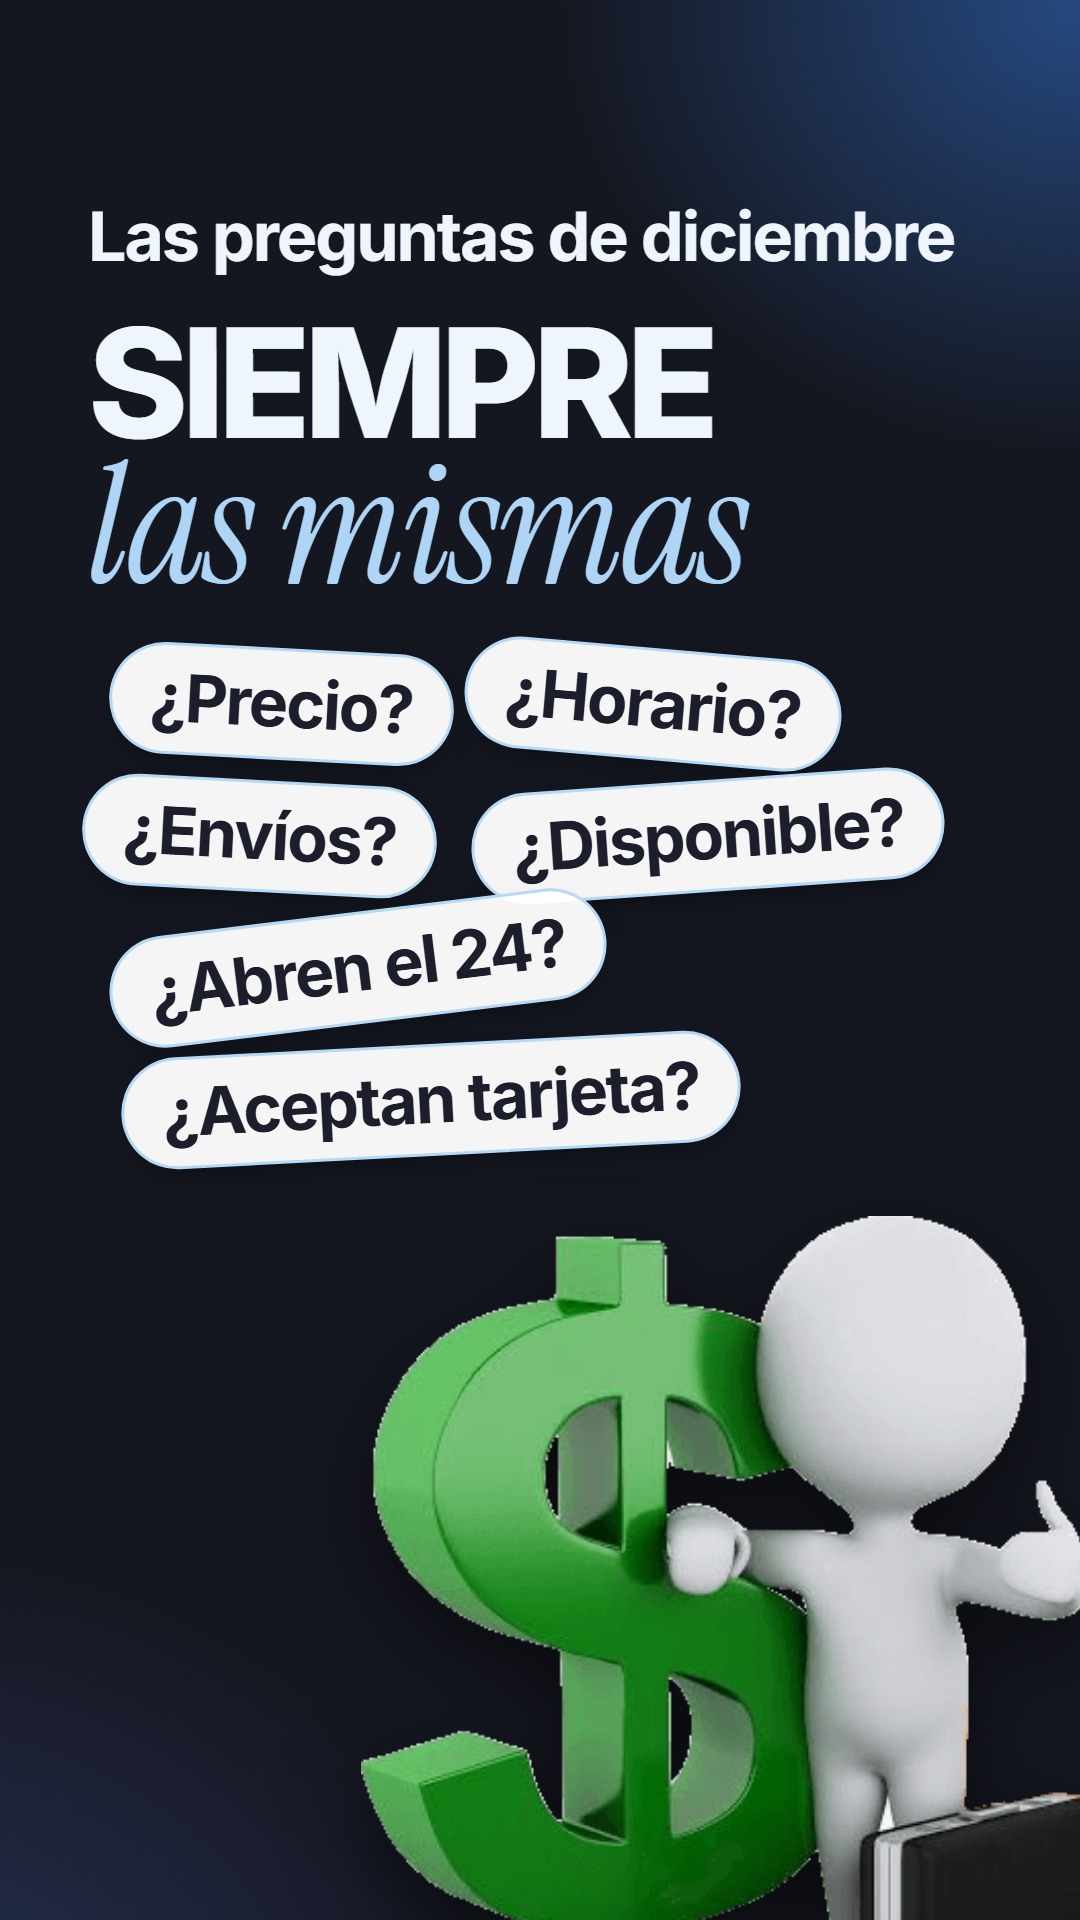 Las preguntas de diciembre
SIEMPRE
las mismas
¿Precio? ¿Horario?
¿Envíos? ¿Disponible?
¿Abren el 24?
¿Aceptan tarjeta?